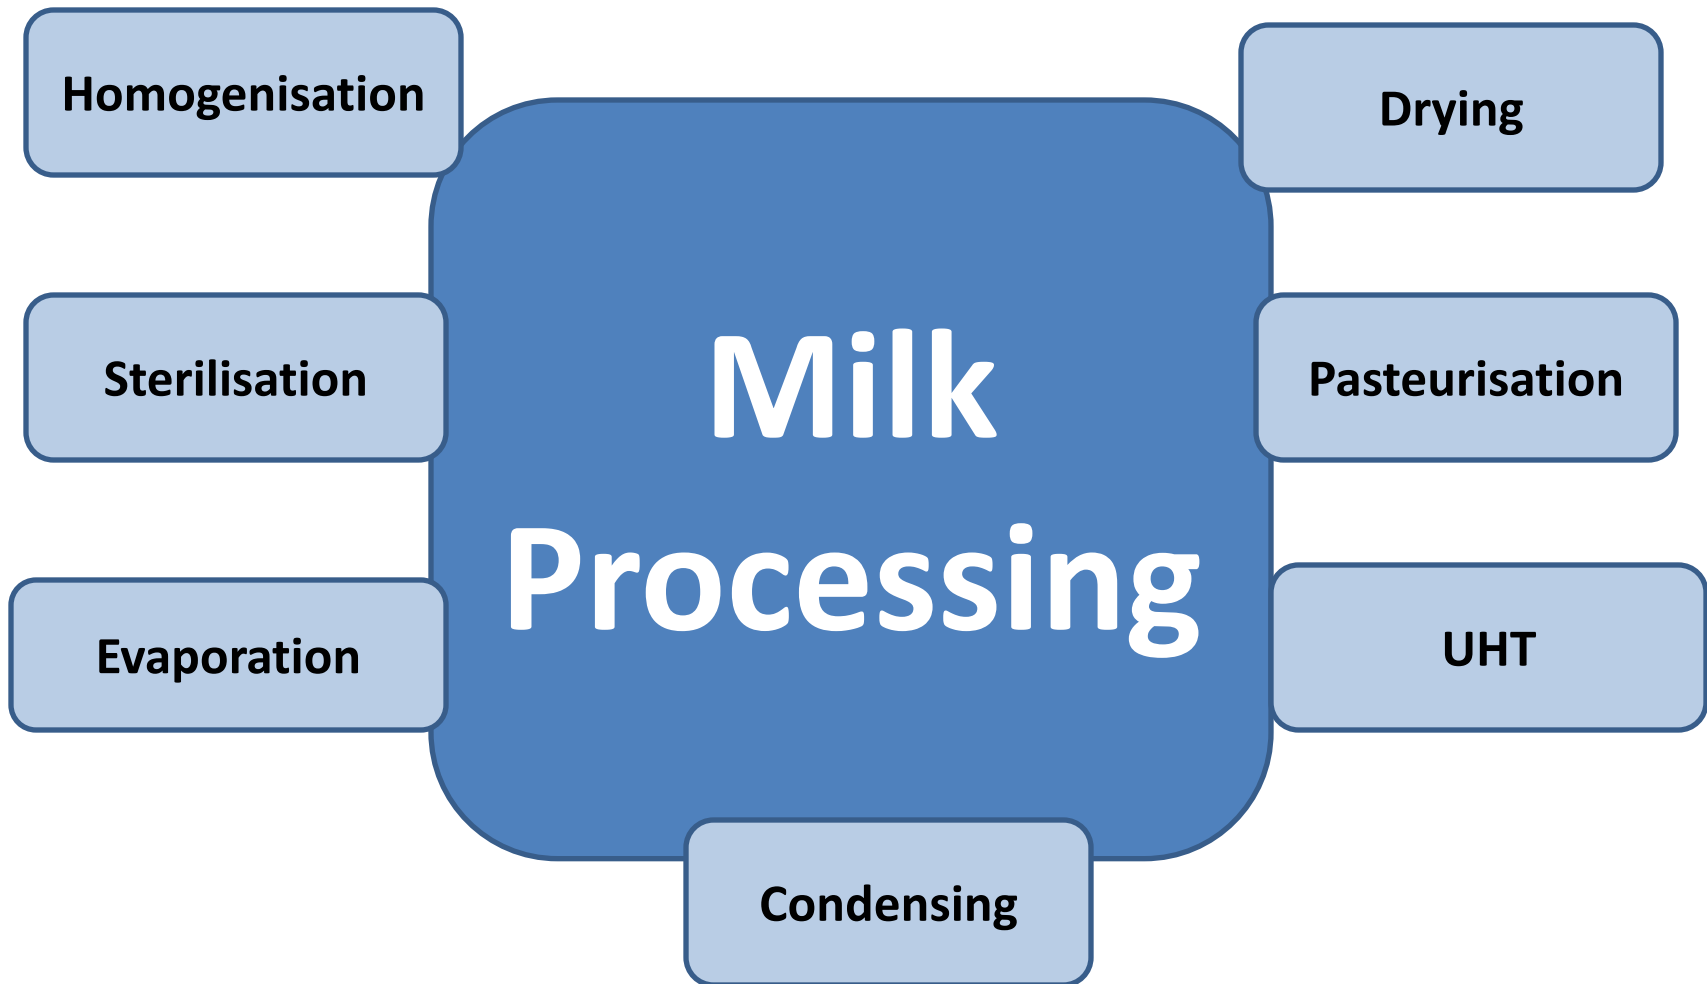 Homogenisation
Drying
Sterilisation
Milk
Processing
Pasteurisation
Evaporation
UHT
Condensing